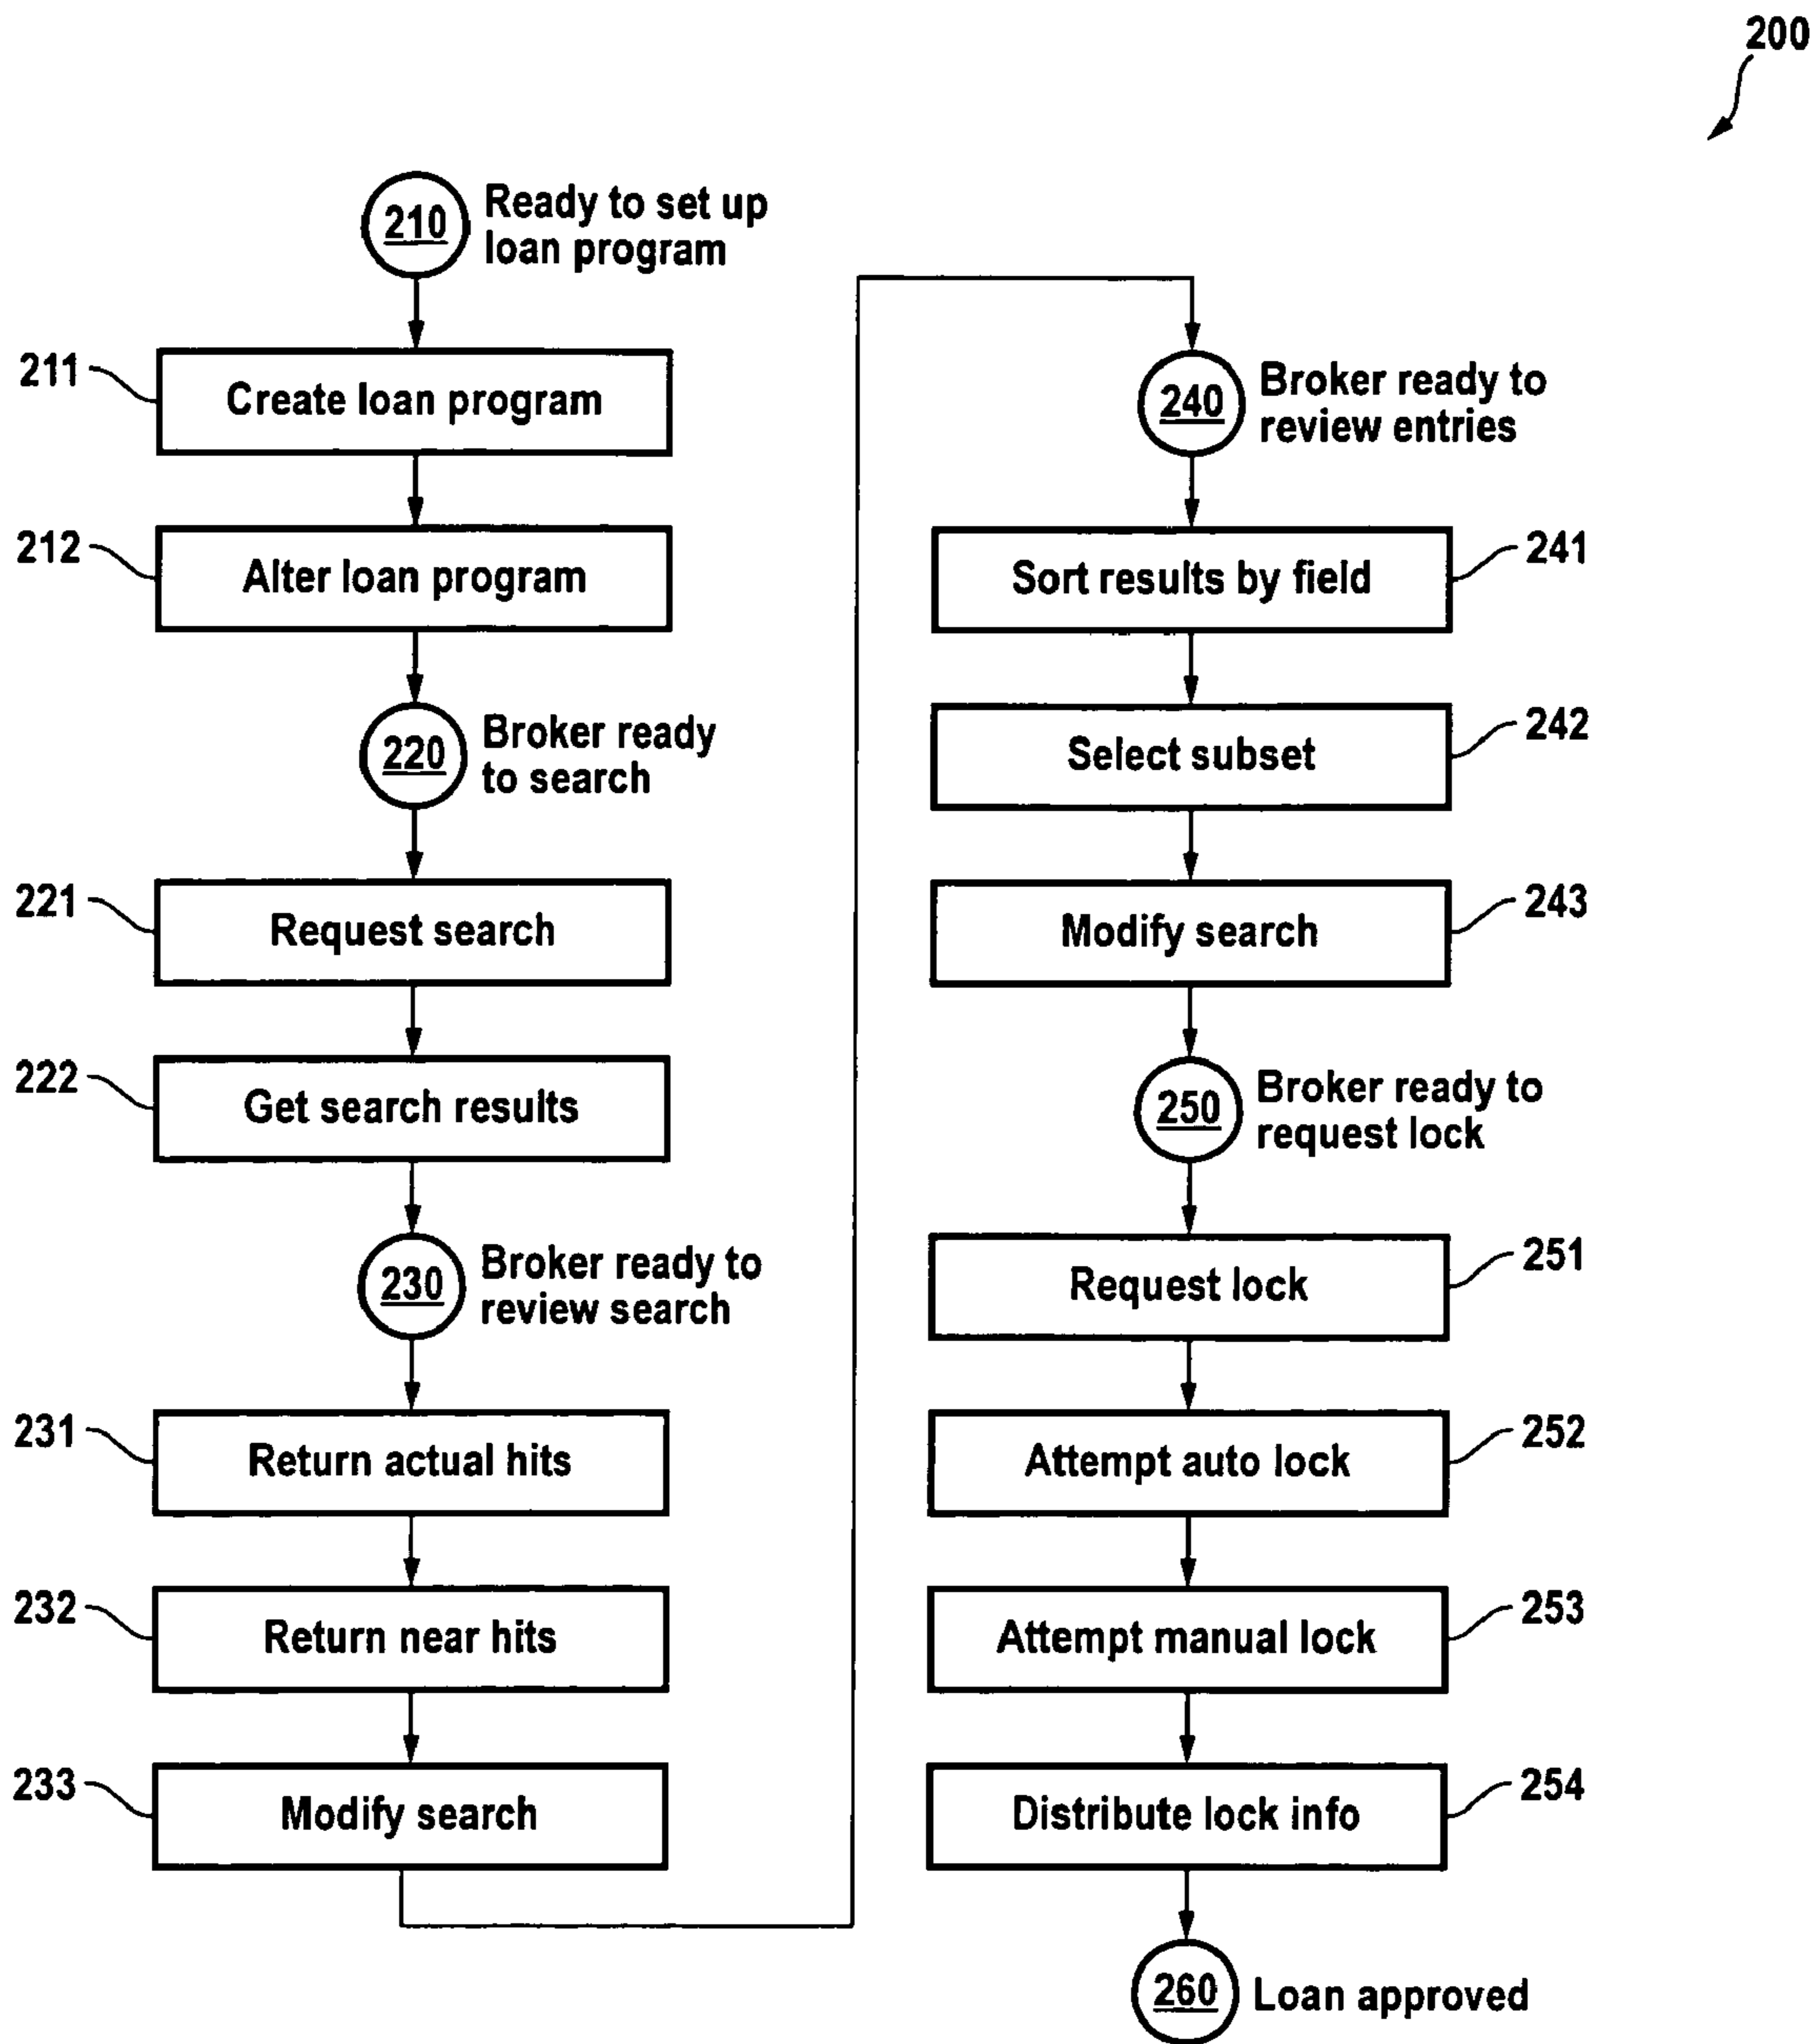 200
210
Ready to set up
loan program
211
Create loan program
212
Alter loan program
220
Broker ready
to search
221
Request search
222
Get search results
230
Broker ready to
review search
231
Return actual hits
232
Return near hits
233
Modify search
240
Broker ready to
review entries
Sort results by field
241
Select subset
242
Modify search
243
250
Broker ready to
request lock
Request lock
251
Attempt auto lock
252
Attempt manual lock
253
Distribute lock info
254
260
Loan approved